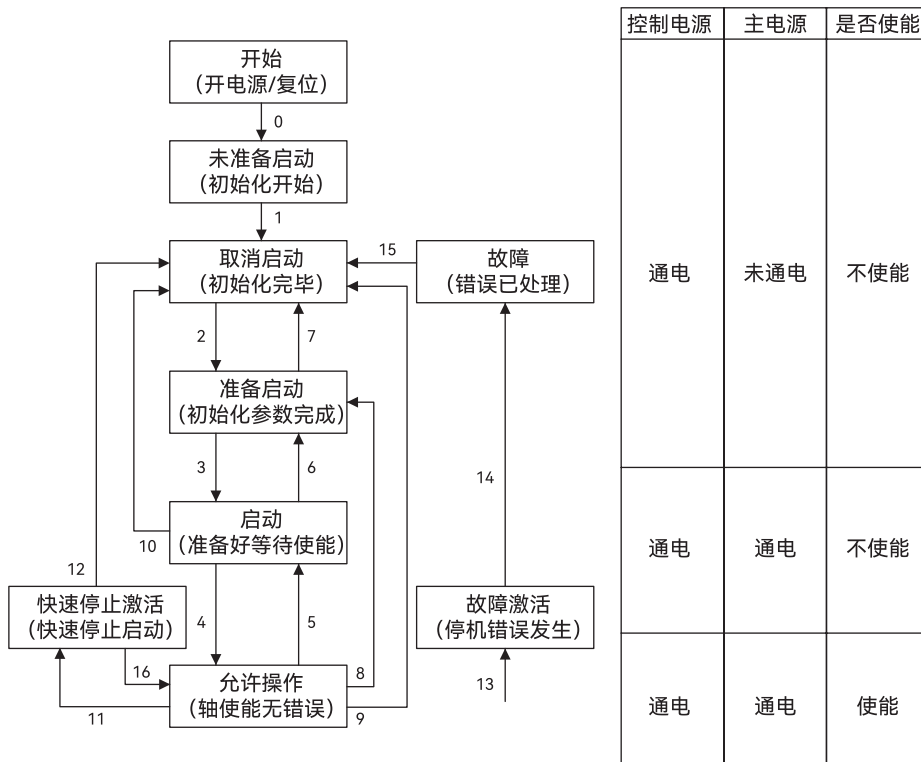 控制电源 主电源 是否使能
开始
(开电源/复位)
0
未准备启动
(初始化开始)
1
取消启动
(初始化完毕)
15
故障
(错误已处理)
通电 未通电 不使能
2
7
准备启动
(初始化参数完成)
3
6
14
启动
(准备好等待使能)
10
通电 通电 不使能
12
快速停止激活
(快速停止启动)
4
5
故障激活
(停机错误发生)
16
允许操作
(轴使能无错误)
8
13
11
9
通电 通电 使能